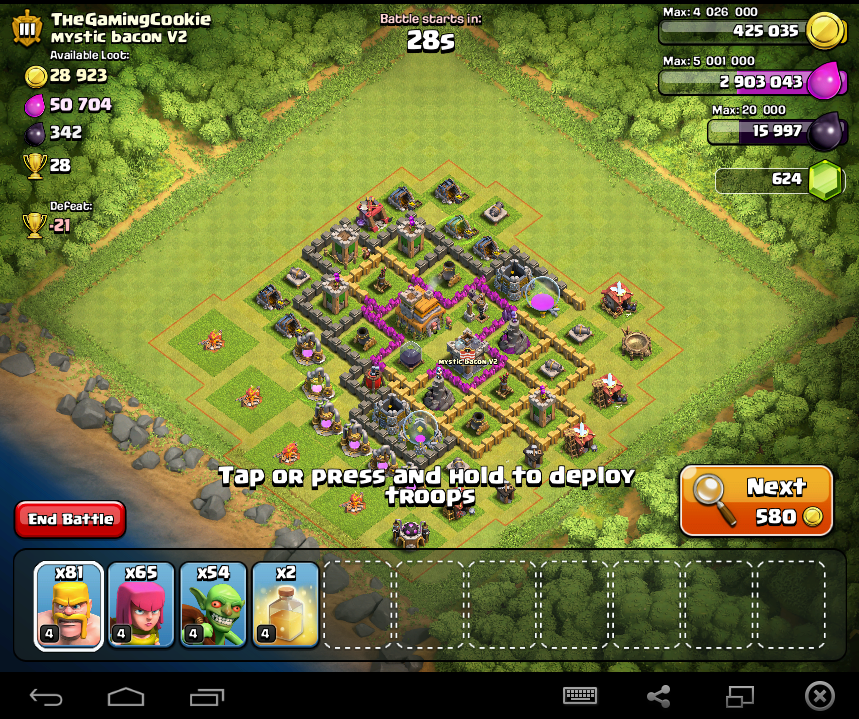 TheGamingCookie
mystic bacon V2
Available Loot:
28 923
50 704
342
28
Defeat:
-21
Battle starts in:
28s
Max: 4 026 000
425 035
Max: 5 001 000
2 903 043
Max: 20 000
15 997
624
mystic bacon V2
Tap or press and hold to deploy
troops
End Battle
Next
580
x81
x65
x54
x2
4
4
4
4